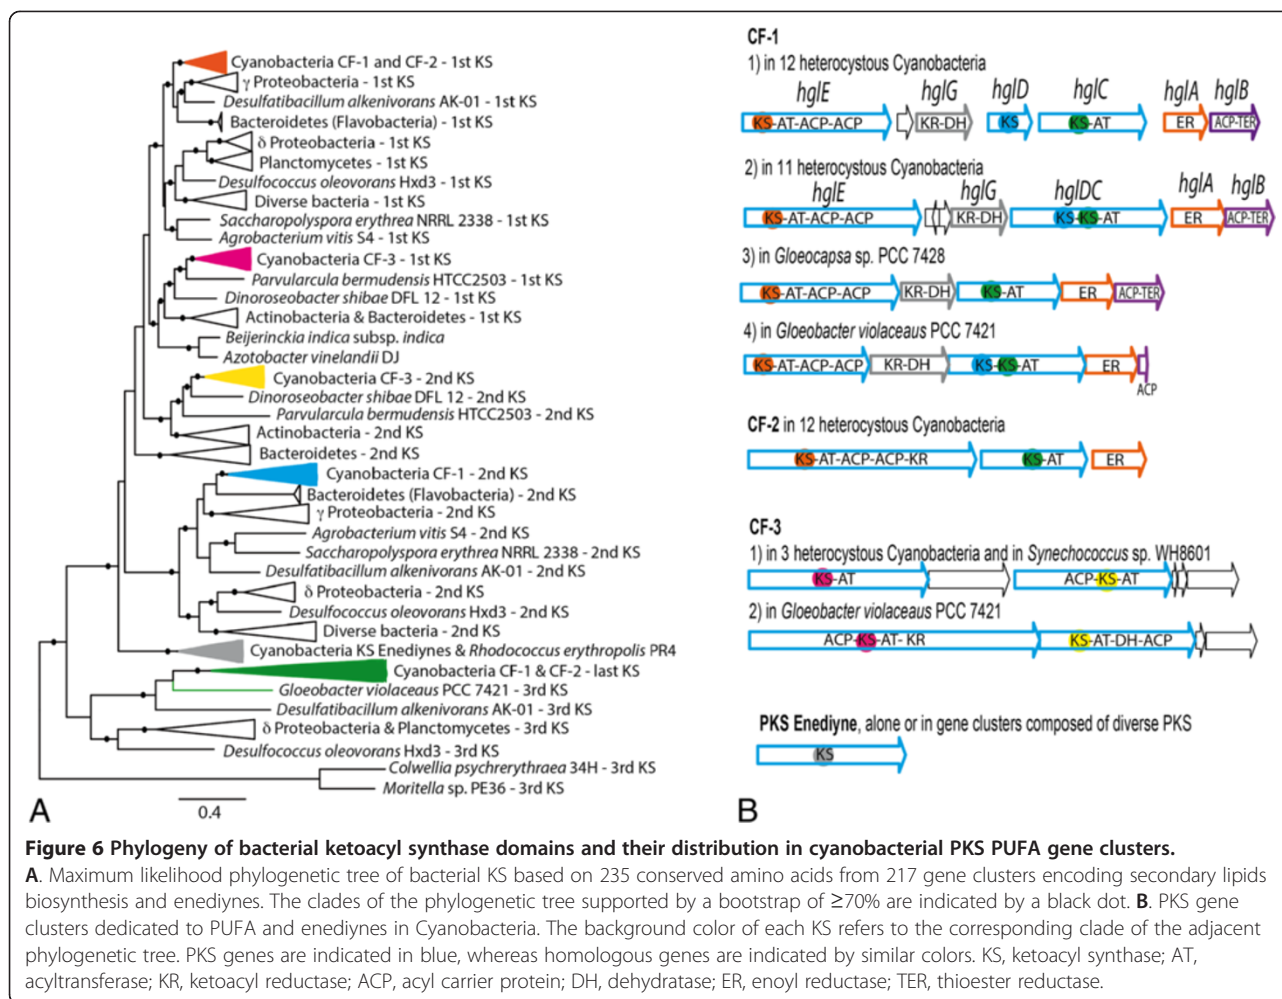 Cyanobacteria CF-1 and CF-2 - 1st KS
γ Proteobacteria - 1st KS
Desulfatibacillum alkenivorans AK-01 - 1st KS
Bacteroidetes (Flavobacteria) - 1st KS
δ Proteobacteria - 1st KS
Planctomycetes - 1st KS
Desulfococcus oleovorans Hxd3 - 1st KS
Diverse bacteria - 1st KS
Saccharopolyspora erythrea NRRL 2338 - 1st KS
Agrobacterium vitis S4 - 1st KS
Cyanobacteria CF-3 - 1st KS
Parvularcula bermudensis HTCC2503 - 1st KS
Dinoroseobacter shibae DFL 12 - 1st KS
Actinobacteria & Bacteroidetes - 1st KS
Beijerinckia indica subsp. indica
Azotobacter vinelandii DJ
Cyanobacteria CF-3 - 2nd KS
Dinoroseobacter shibae DFL 12 - 2nd KS
Parvularcula bermudensis HTCC2503 - 2nd KS
Actinobacteria - 2nd KS
Bacteroidetes - 2nd KS
Cyanobacteria CF-1 - 2nd KS
Bacteroidetes (Flavobacteria) - 2nd KS
γ Proteobacteria - 2nd KS
Agrobacterium vitis S4 - 2nd KS
Saccharopolyspora erythrea NRRL 2338 - 2nd KS
Desulfatibacillum alkenivorans AK-01 - 2nd KS
δ Proteobacteria - 2nd KS
Desulfococcus oleovorans Hxd3 - 2nd KS
Diverse bacteria - 2nd KS
Cyanobacteria KS Enediynes & Rhodococcus erythropolis PR4
Cyanobacteria CF-1 & CF-2 - last KS
Gloeobacter violaceus PCC 7421 - 3rd KS
Desulfatibacillum alkenivorans AK-01 - 3rd KS
δ Proteobacteria & Planctomycetes - 3rd KS
Desulfococcus oleovorans Hxd3 - 3rd KS
Colwellia psychrerythraea 34H - 3rd KS
Moritella sp. PE36 - 3rd KS
A
0.4
CF-1
1) in 12 heterocystous Cyanobacteria
hglE hglG hglD hglC hglA hglB
KS-AT-ACP-ACP KR-DH KS KS-AT ER ACP-TER
2) in 11 heterocystous Cyanobacteria
hglE hglG hglDC hglA hglB
KS-AT-ACP-ACP KR-DH KS-KS-AT ER ACP-TER
3) in Gloeocapsa sp. PCC 7428
KS-AT-ACP-ACP KR-DH KS-AT ER ACP-TER
4) in Gloeobacter violaceaus PCC 7421
KS-AT-ACP-ACP KR-DH KS-KS-AT ER
ACP
CF-2 in 12 heterocystous Cyanobacteria
KS-AT-ACP-ACP-KR KS-AT ER
CF-3
1) in 3 heterocystous Cyanobacteria and in Synechococcus sp. WH8601
KS-AT ACP-KS-AT
2) in Gloeobacter violaceaus PCC 7421
ACP-KS-AT- KR KS-AT-DH-ACP
PKS Enediyne, alone or in gene clusters composed of diverse PKS
KS
B
Figure 6 Phylogeny of bacterial ketoacyl synthase domains and their distribution in cyanobacterial PKS PUFA gene clusters.
A. Maximum likelihood phylogenetic tree of bacterial KS based on 235 conserved amino acids from 217 gene clusters encoding secondary lipids
biosynthesis and enediynes. The clades of the phylogenetic tree supported by a bootstrap of ≥70% are indicated by a black dot. B. PKS gene
clusters dedicated to PUFA and enediynes in Cyanobacteria. The background color of each KS refers to the corresponding clade of the adjacent
phylogenetic tree. PKS genes are indicated in blue, whereas homologous genes are indicated by similar colors. KS, ketoacyl synthase; AT,
acyltransferase; KR, ketoacyl reductase; ACP, acyl carrier protein; DH, dehydratase; ER, enoyl reductase; TER, thioester reductase.